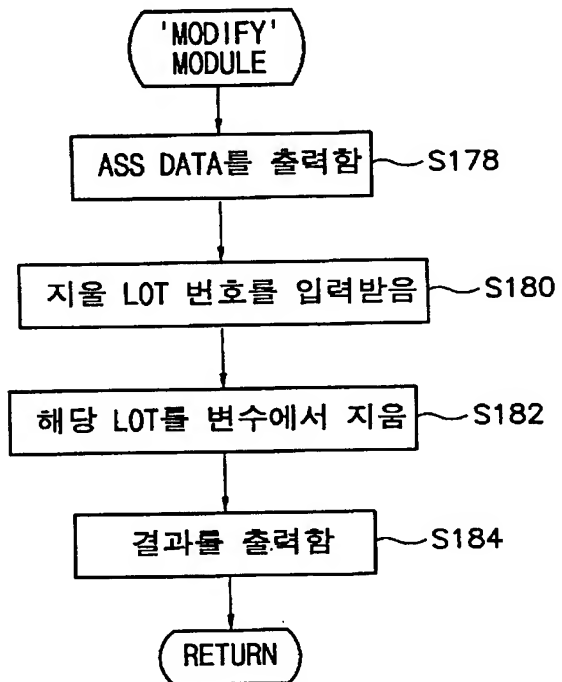 'MODIFY'
MODULE
ASS DATA를 출력함 S178
지울 LOT 번호를 입력받음 S180
해당 LOT를 변수에서 지움 S182
결과를 출력함 S184
RETURN